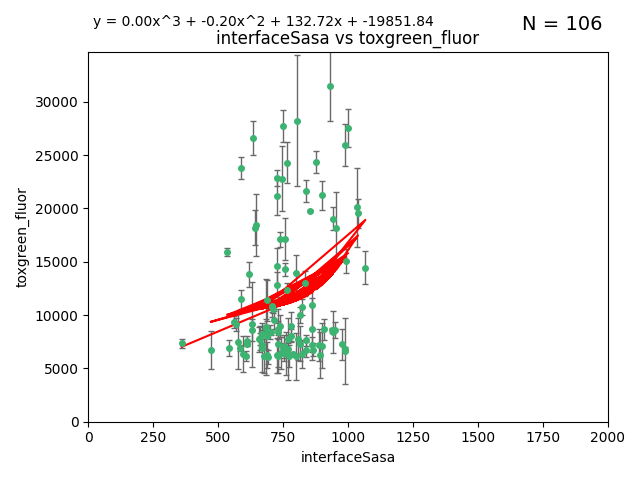 y = 0.00x^3 + -0.20x^2 + 132.72x + -19851.84
N = 106
interfaceSasa vs toxgreen_fluor
30000
25000
20000
15000
10000
5000
0
toxgreen_fluor
0 250 500 750 1000 1250 1500 1750 2000
interfaceSasa